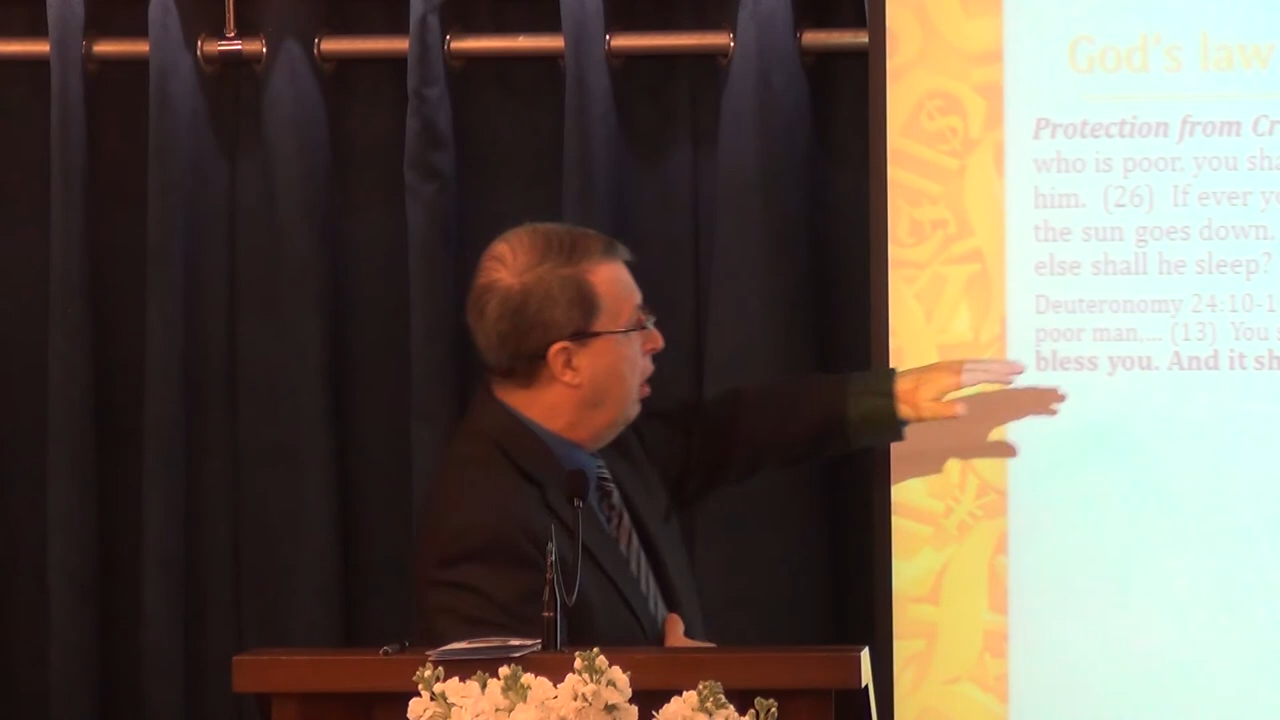 God's law
Protection from Cr
who is poor, you sha
him. (26) If ever yo
the sun goes down.
else shall he sleep?
Deuteronomy 24:10-1
poor man,... (13) You s
bless you. And it sh